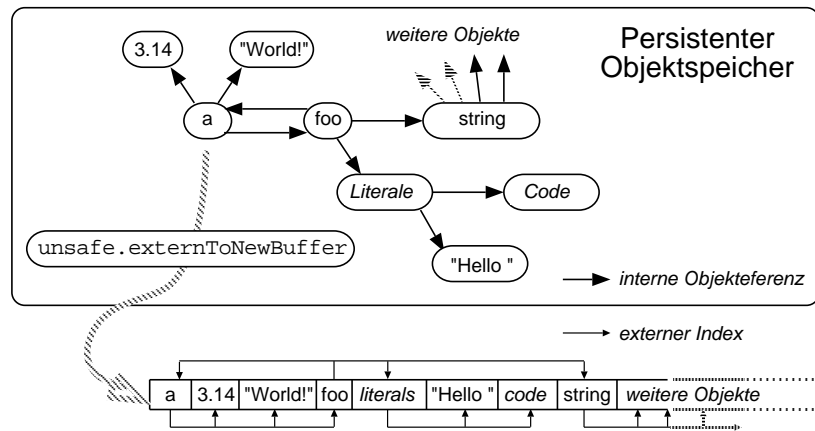 weitere Objekte
Persistenter
Objektspeicher
3.14
"World!"
a
foo
string
Literale
Code
unsafe.externToNewBuffer
"Hello "
interne Objekteferenz
externer Index
a 3.14 "World!" foo literals "Hello " code string weitere Objekte